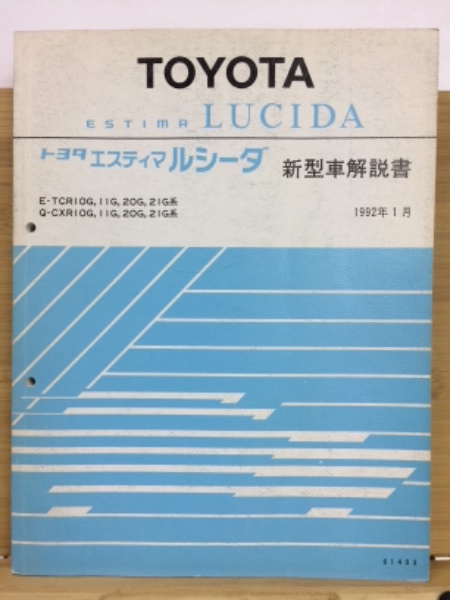 TOYOTA
ESTIMA LUCIDA
トヨタ エスティマ ルシーダ 新型車解説書
E-TCR10G, 11G, 20G, 21G系
Q-CXR10G, 11G, 20G, 21G系
1992年1月
61403